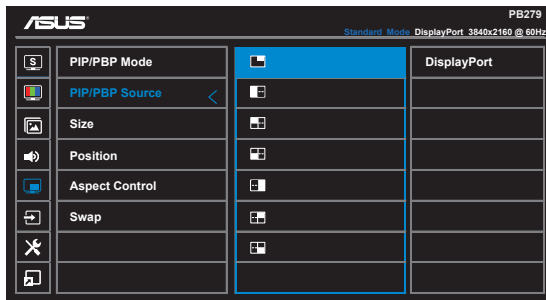 ASUS
PB279
Standard Mode DisplayPort 3840x2160 @ 60Hz
S
PIP/PBP Mode
DisplayPort
PIP/PBP Source
Size
Position
Aspect Control
Swap